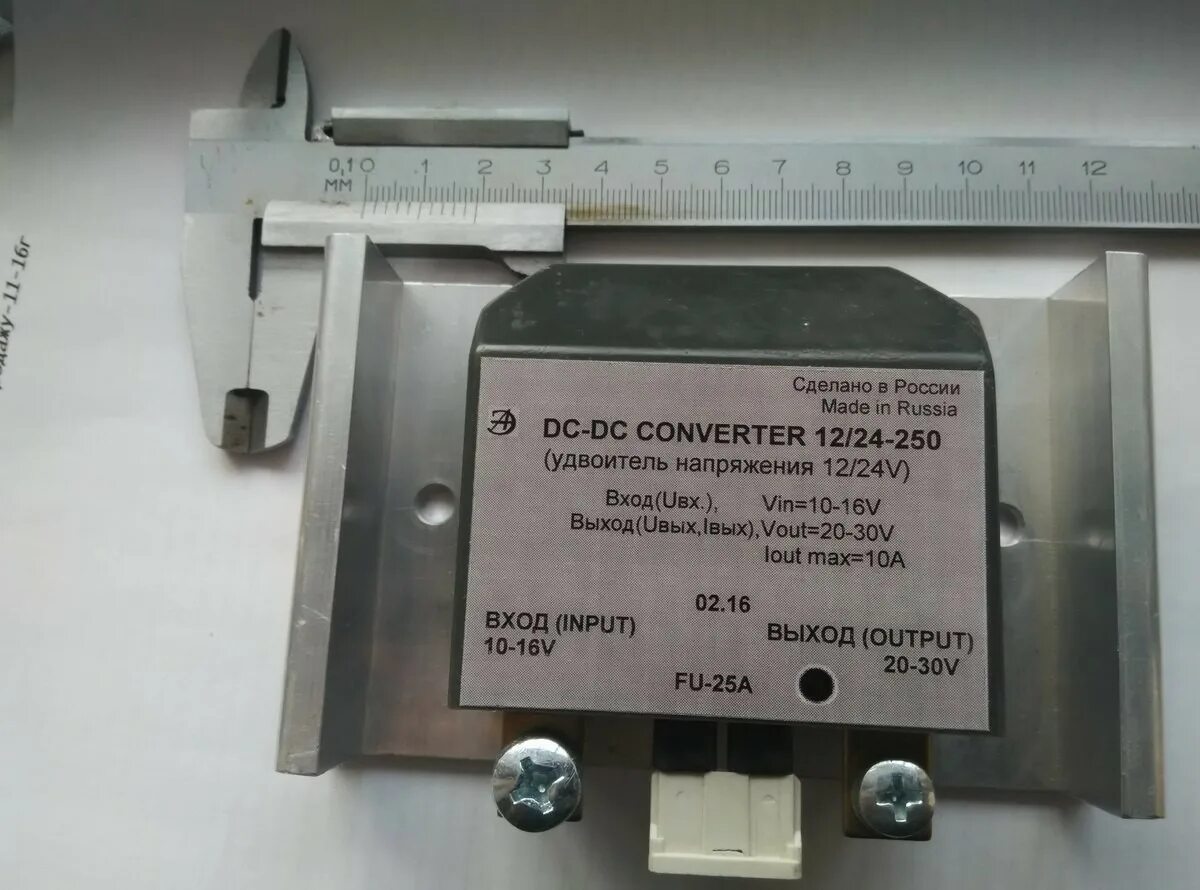 0,1 0 1 2 3 4 5 6 7 8 9 10 11 12
мм
Сделано в России
Made in Russia
DC-DC CONVERTER 12/24-250
(удвоитель напряжения 12/24V)
Вход(Uвх.), Vin=10-16V
Выход(Uвых,Iвых),Vout=20-30V
Iout max=10A
02.16
ВХОД (INPUT)
10-16V
ВЫХОД (OUTPUT)
20-30V
FU-25A
-11-16г